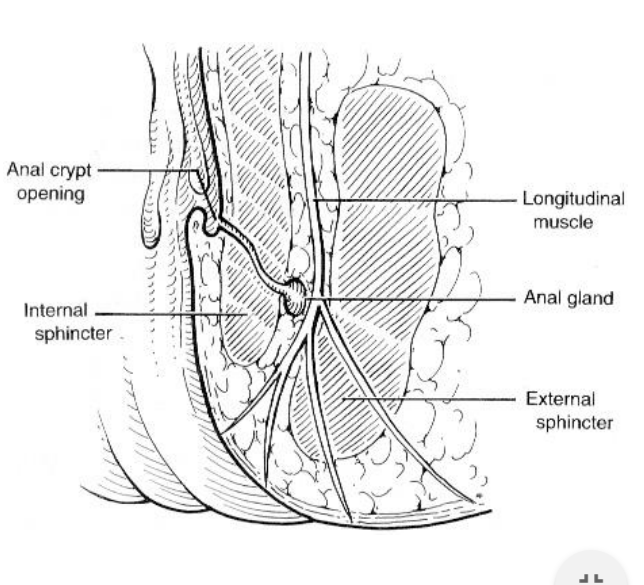 Anal crypt
opening
Longitudinal
muscle
Internal
sphincter
Anal gland
External
sphincter